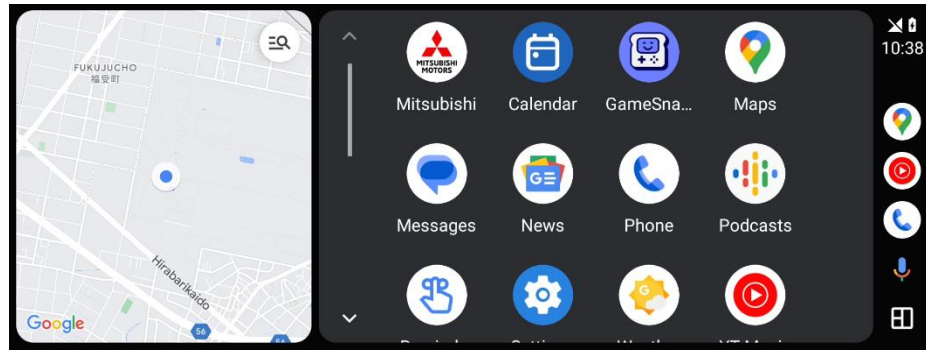 FUKUJUCHO
福受町
Hirabarikaido
56
Google
MITSUBISHI
MOTORS
Mitsubishi
Calendar
GameSna...
Maps
Messages
News
Phone
Podcasts
10:38